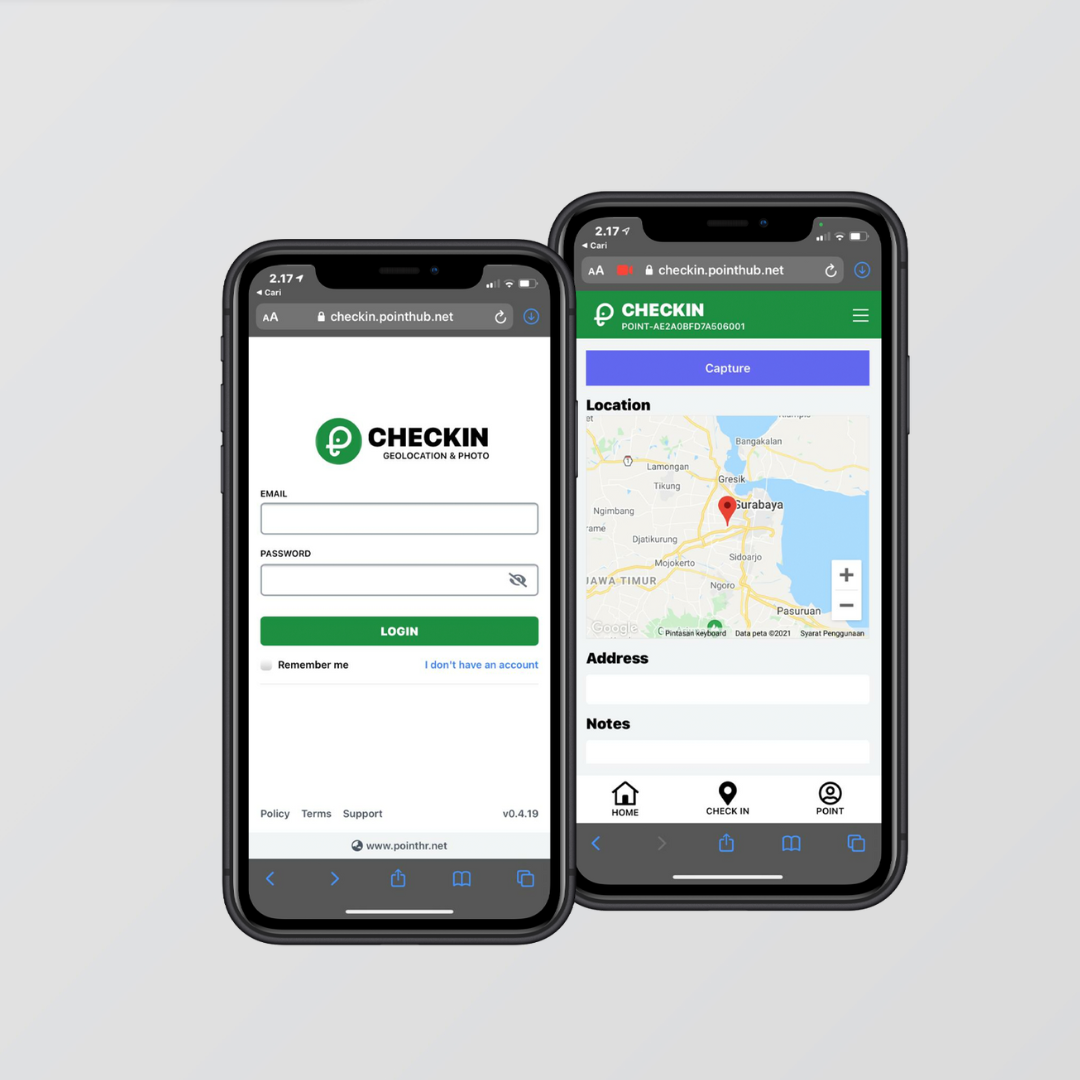 2.17
Cari
AA checkin.pointhub.net
CHECKIN
GEOLOCATION & PHOTO
EMAIL
PASSWORD
LOGIN
Remember me I don't have an account
Policy Terms Support v0.4.19
www.pointhr.net
2.17
Cari
AA checkin.pointhub.net
CHECKIN
POINT-AE2A0BFD7A506001
Capture
Location
Bangakalan
Lamongan
Gresik
Tikung
Surabaya
Ngimbang
Djatikurung
Sidoarjo
Mojokerto
JAWA TIMUR
Ngoro
Pasuruan
Google
Pintasan keyboard Data peta ©2021 Syarat Penggunaan
Address
Notes
HOME CHECK IN POINT